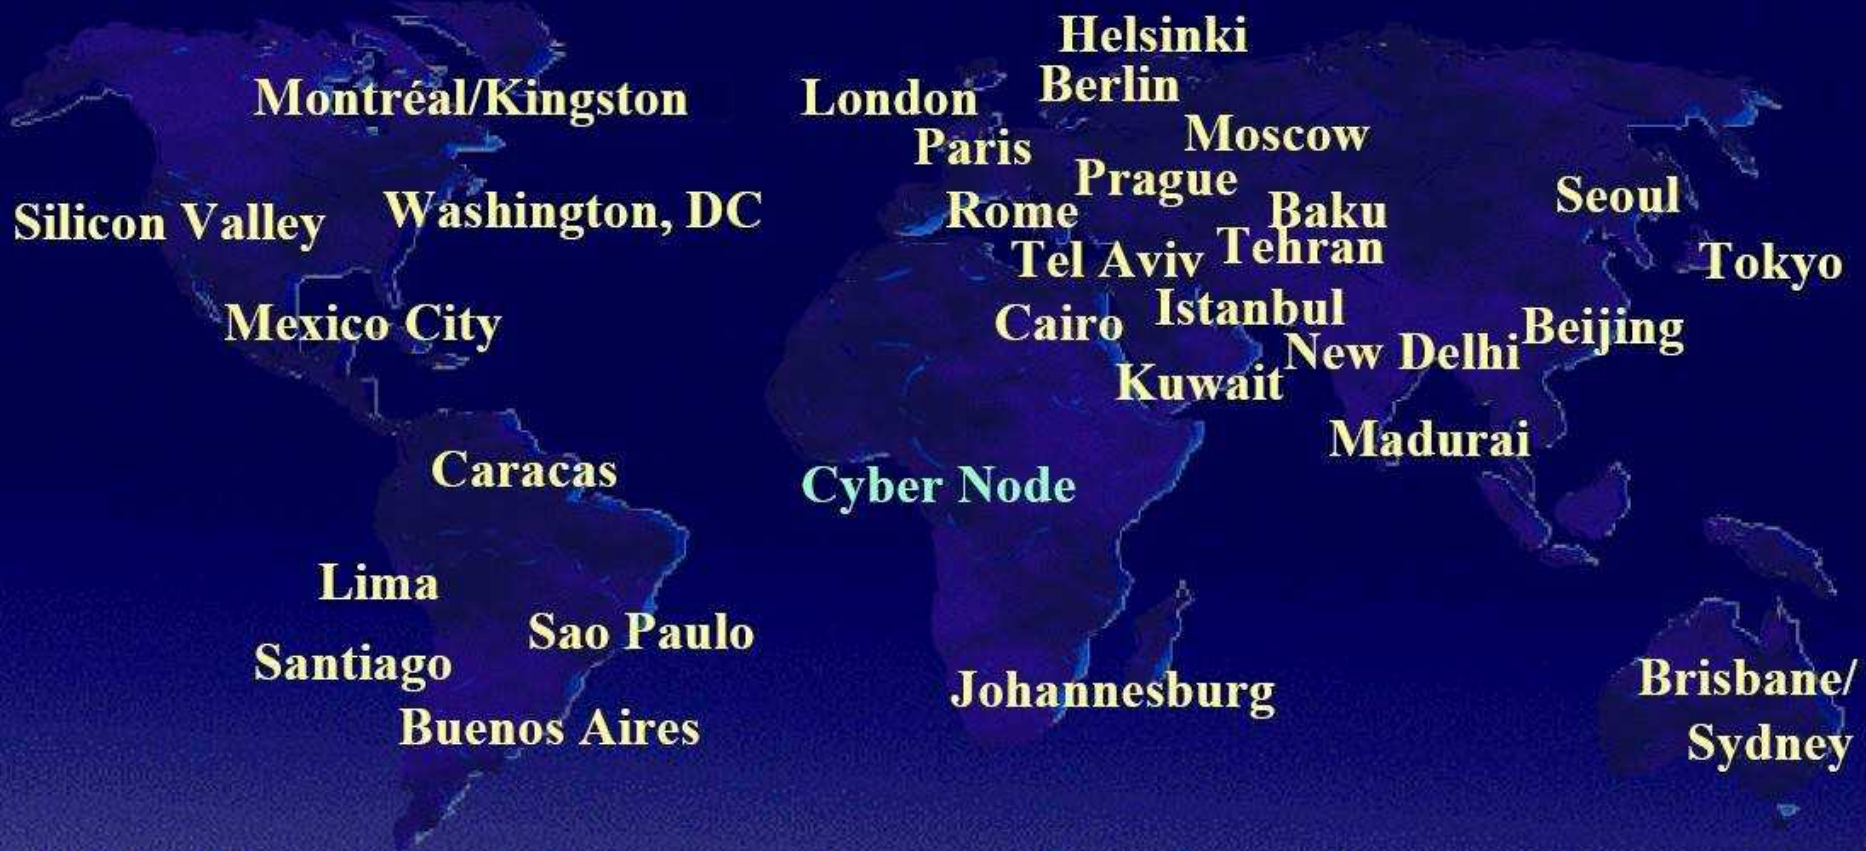 Helsinki
Berlin
Montréal/Kingston
London
Moscow
Paris
Prague
Seoul
Silicon Valley
Washington, DC
Rome
Baku
Tel Aviv
Tehran
Tokyo
Mexico City
Cairo
Istanbul
Beijing
New Delhi
Kuwait
Madurai
Caracas
Cyber Node
Lima
Sao Paulo
Santiago
Johannesburg
Buenos Aires
Brisbane/
Sydney